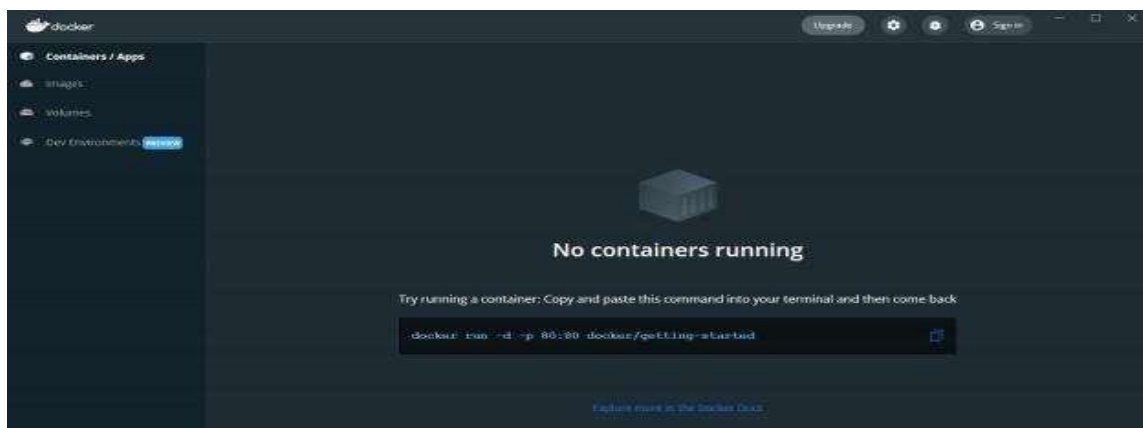 docker
Upgrade
Sign in
Containers / Apps
Images
Volumes
Dev Environments PREVIEW
No containers running
Try running a container: Copy and paste this command into your terminal and then come back
docker run -d -p 80:80 docker/getting-started
Explore more in the Docker Docs